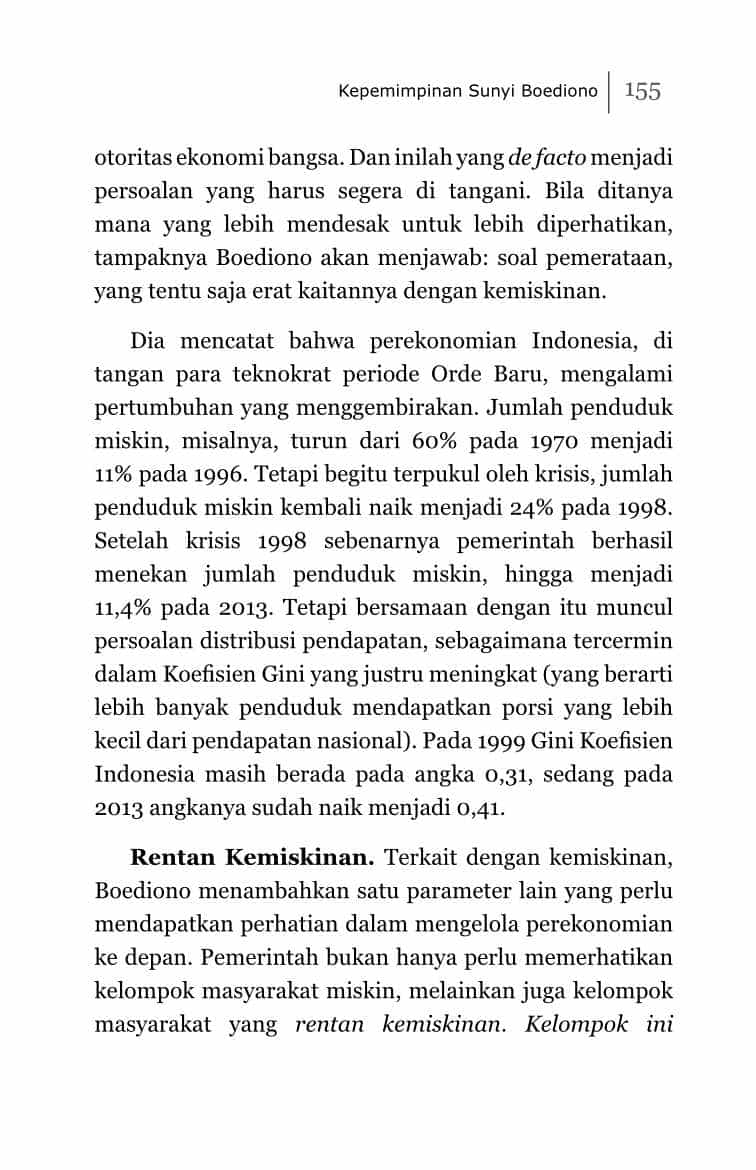 Kepemimpinan Sunyi Boediono 155
otoritas ekonomi bangsa. Dan inilah yang de facto menjadi
persoalan yang harus segera di tangani. Bila ditanya
mana yang lebih mendesak untuk lebih diperhatikan,
tampaknya Boediono akan menjawab: soal pemerataan,
yang tentu saja erat kaitannya dengan kemiskinan.
Dia mencatat bahwa perekonomian Indonesia, di
tangan para teknokrat periode Orde Baru, mengalami
pertumbuhan yang menggembirakan. Jumlah penduduk
miskin, misalnya, turun dari 60% pada 1970 menjadi
11% pada 1996. Tetapi begitu terpukul oleh krisis, jumlah
penduduk miskin kembali naik menjadi 24% pada 1998.
Setelah krisis 1998 sebenarnya pemerintah berhasil
menekan jumlah penduduk miskin, hingga menjadi
11,4% pada 2013. Tetapi bersamaan dengan itu muncul
persoalan distribusi pendapatan, sebagaimana tercermin
dalam Koefisien Gini yang justru meningkat (yang berarti
lebih banyak penduduk mendapatkan porsi yang lebih
kecil dari pendapatan nasional). Pada 1999 Gini Koefisien
Indonesia masih berada pada angka 0,31, sedang pada
2013 angkanya sudah naik menjadi 0,41.
Rentan Kemiskinan. Terkait dengan kemiskinan,
Boediono menambahkan satu parameter lain yang perlu
mendapatkan perhatian dalam mengelola perekonomian
ke depan. Pemerintah bukan hanya perlu memerhatikan
kelompok masyarakat miskin, melainkan juga kelompok
masyarakat yang rentan kemiskinan. Kelompok ini